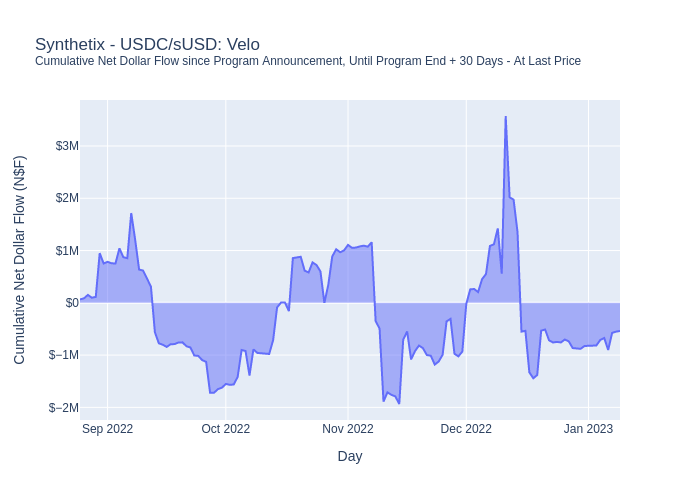 Synthetix - USDC/sUSD: Velo
Cumulative Net Dollar Flow since Program Announcement, Until Program End + 30 Days - At Last Price
Cumulative Net Dollar Flow (N$F)
$3M
$2M
$1M
$0
$−1M
$−2M
Sep 2022
Oct 2022
Nov 2022
Dec 2022
Jan 2023
Day